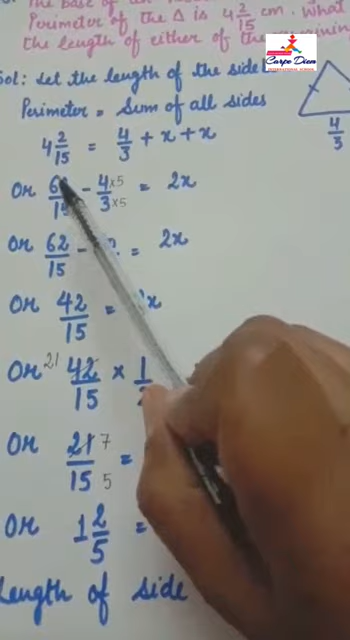 The base of an
Perimeter of the Δ is 4 2/15 cm. What
the length of either of the
Carpe Diem
Sol: Let the length of the side
Perimeter = Sum of all sides
4/3
4 2/15 = 4/3 + x + x
Or 62/15 - 4×5/3×5 = 2x
Or 62/15 - = 2x
Or 42/15 = x
Or 21 42/15 × 1/
Or 21/15 7 5 =
Or 1 2/5 =
Length of side